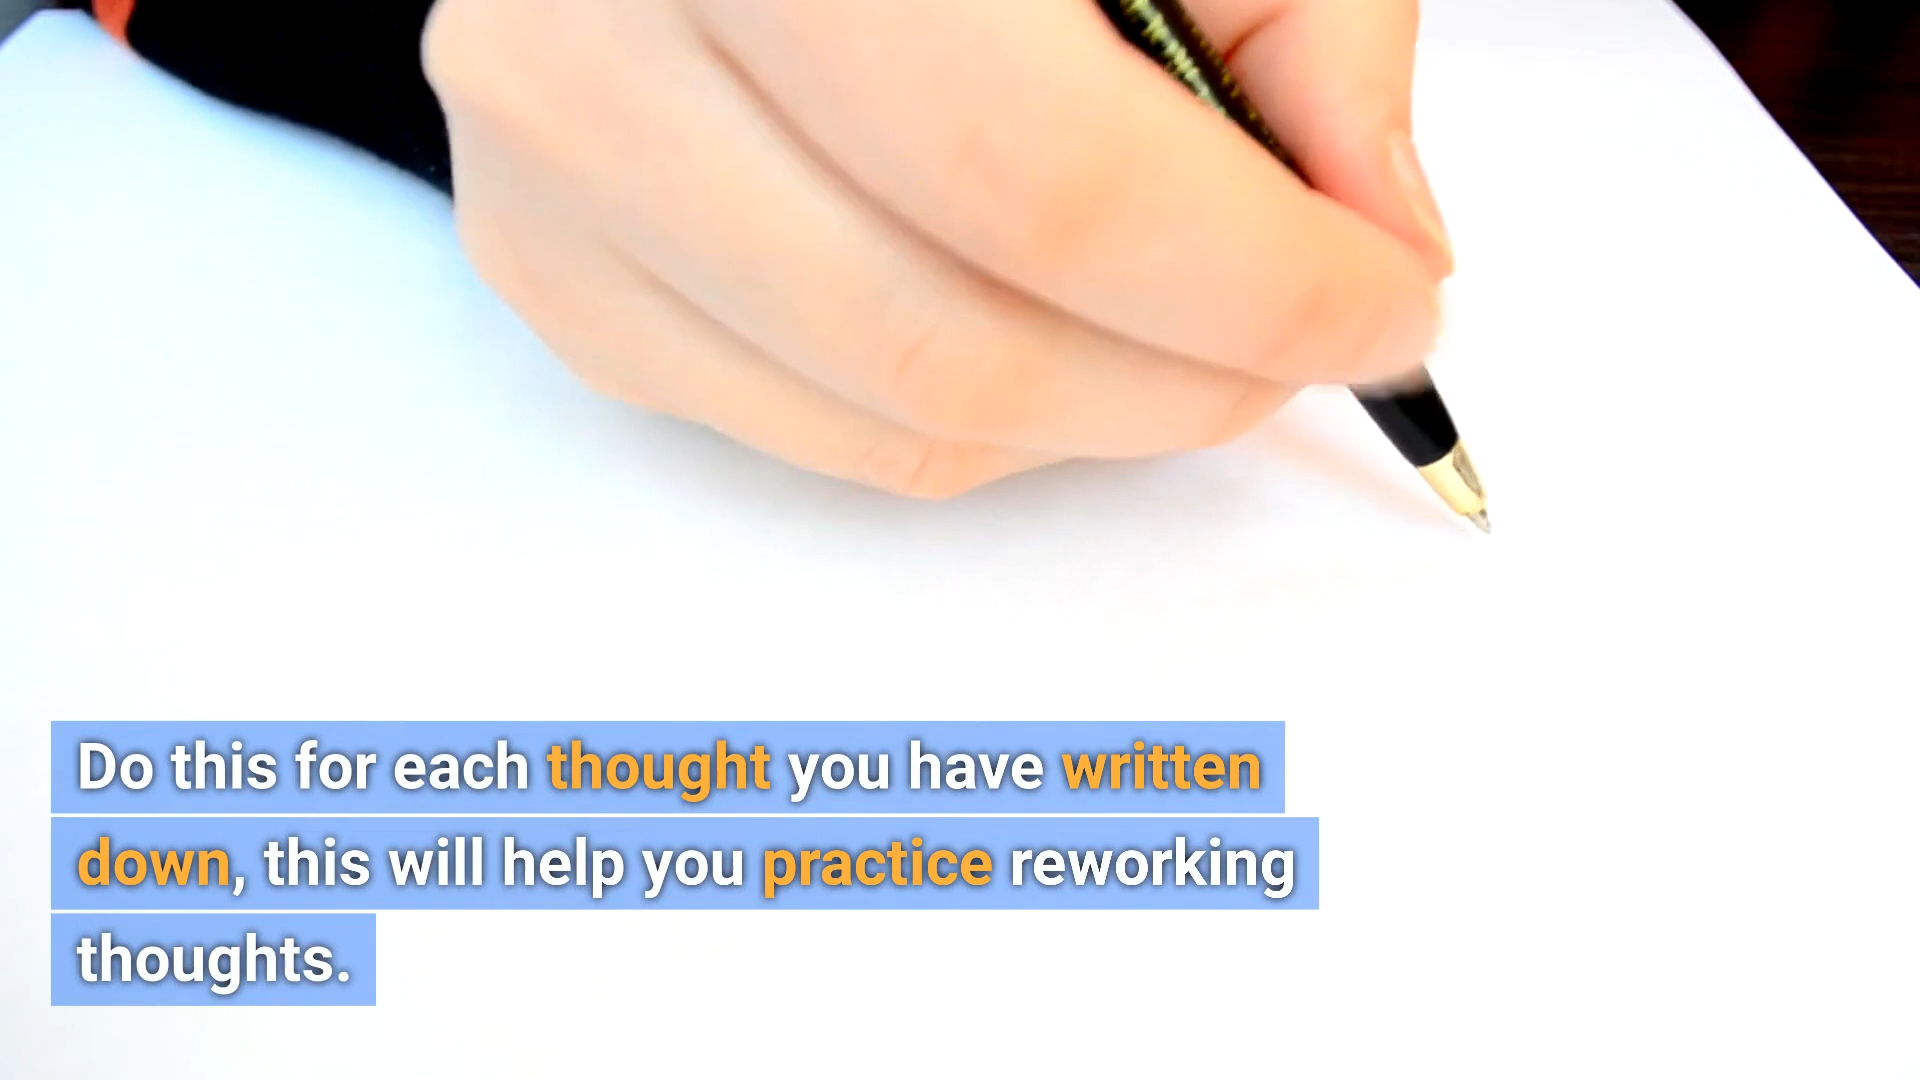 Do this for each thought you have written
down, this will help you practice reworking
thoughts.